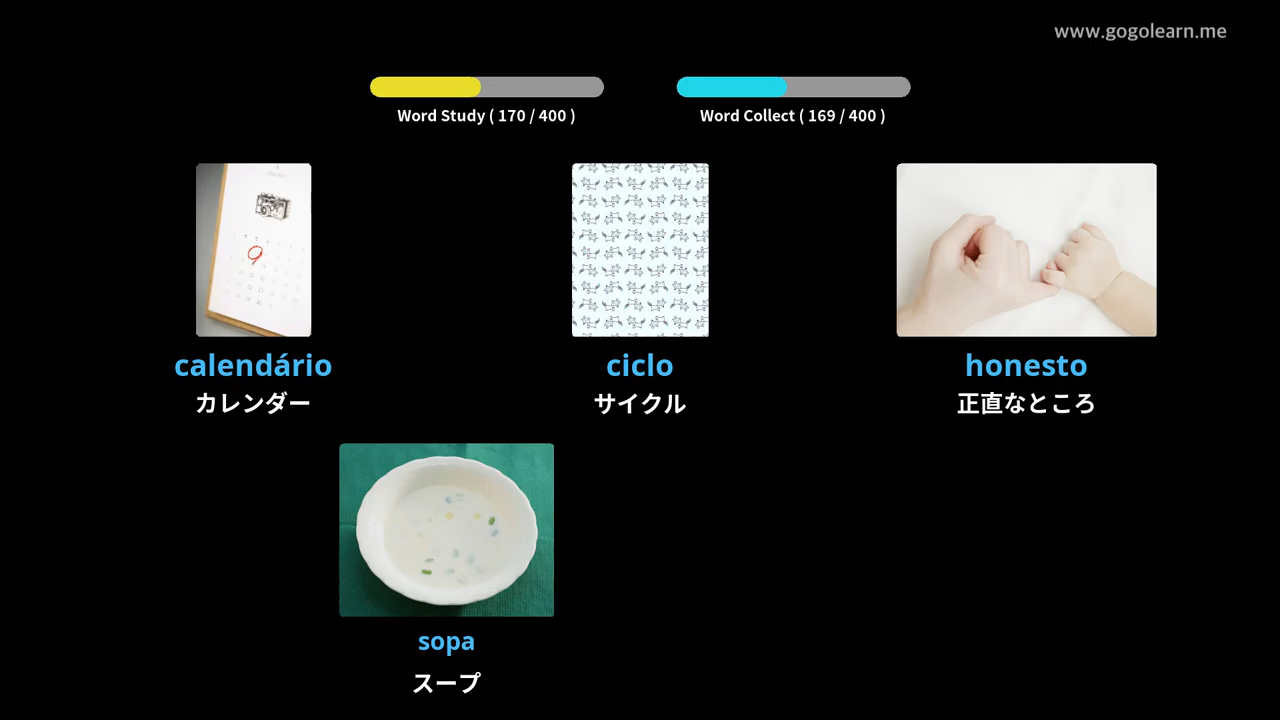 www.gogolearn.me
Word Study ( 170 / 400 )
Word Collect ( 169 / 400 )
calendário
カレンダー
ciclo
サイクル
honesto
正直なところ
sopa
スープ